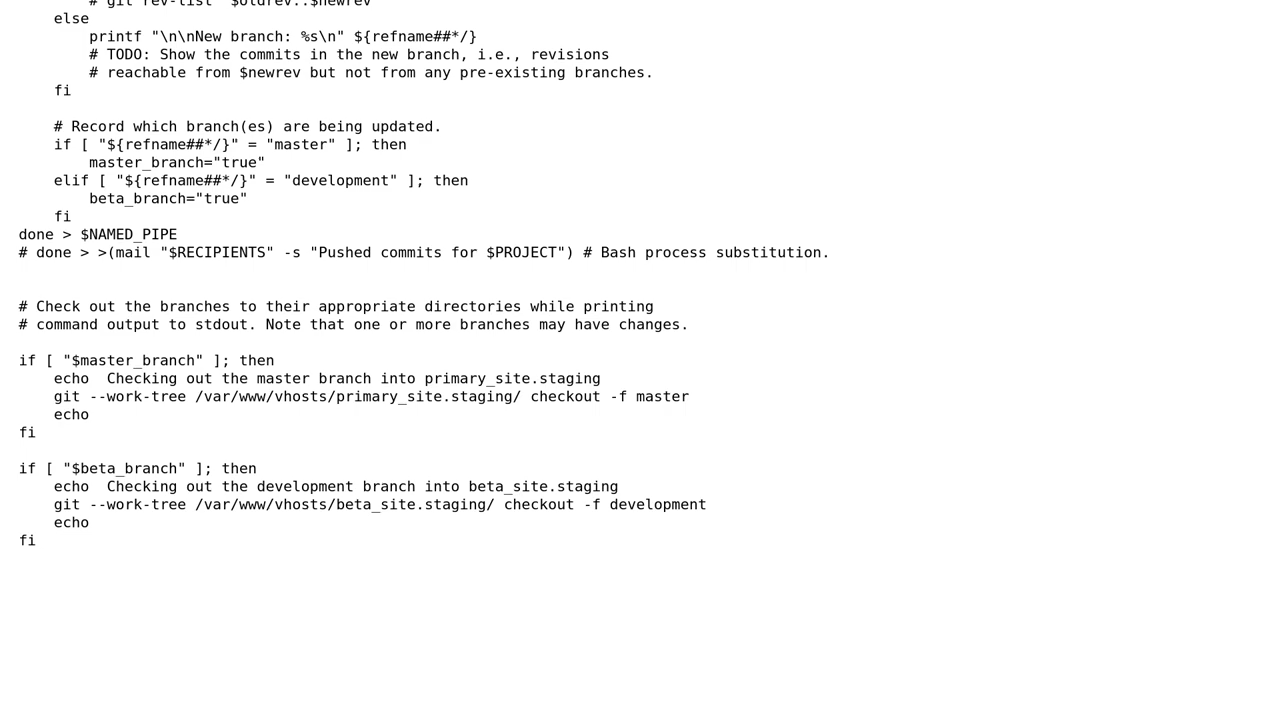 # git rev-list "$oldrev..$newrev"
    else
        printf "\n\nNew branch: %s\n" ${refname##*/}
        # TODO: Show the commits in the new branch, i.e., revisions
        # reachable from $newrev but not from any pre-existing branches.
    fi

    # Record which branch(es) are being updated.
    if [ "${refname##*/}" = "master" ]; then
        master_branch="true"
    elif [ "${refname##*/}" = "development" ]; then
        beta_branch="true"
    fi
done > $NAMED_PIPE
# done > >(mail "$RECIPIENTS" -s "Pushed commits for $PROJECT") # Bash process substitution.


# Check out the branches to their appropriate directories while printing
# command output to stdout. Note that one or more branches may have changes.

if [ "$master_branch" ]; then
    echo  Checking out the master branch into primary_site.staging
    git --work-tree /var/www/vhosts/primary_site.staging/ checkout -f master
    echo
fi

if [ "$beta_branch" ]; then
    echo  Checking out the development branch into beta_site.staging
    git --work-tree /var/www/vhosts/beta_site.staging/ checkout -f development
    echo
fi